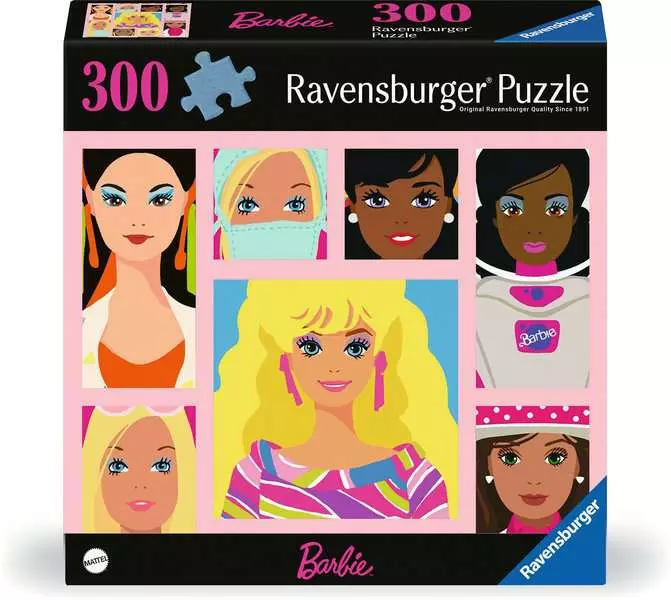 Barbie
300
Ravensburger
Puzzle
Ravensburger
300
Ravensburger® Puzzle
Original Ravensburger Quality Since 1891
Barbie
MATTEL
Barbie
Ravensburger